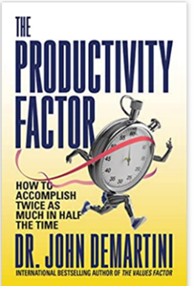 THE
PRODUCTIVITY
FACTOR
HOW TO
ACCOMPLISH
TWICE AS
MUCH IN HALF
THE TIME
DR. JOHN DEMARTINI
INTERNATIONAL BESTSELLING AUTHOR OF THE VALUES FACTOR